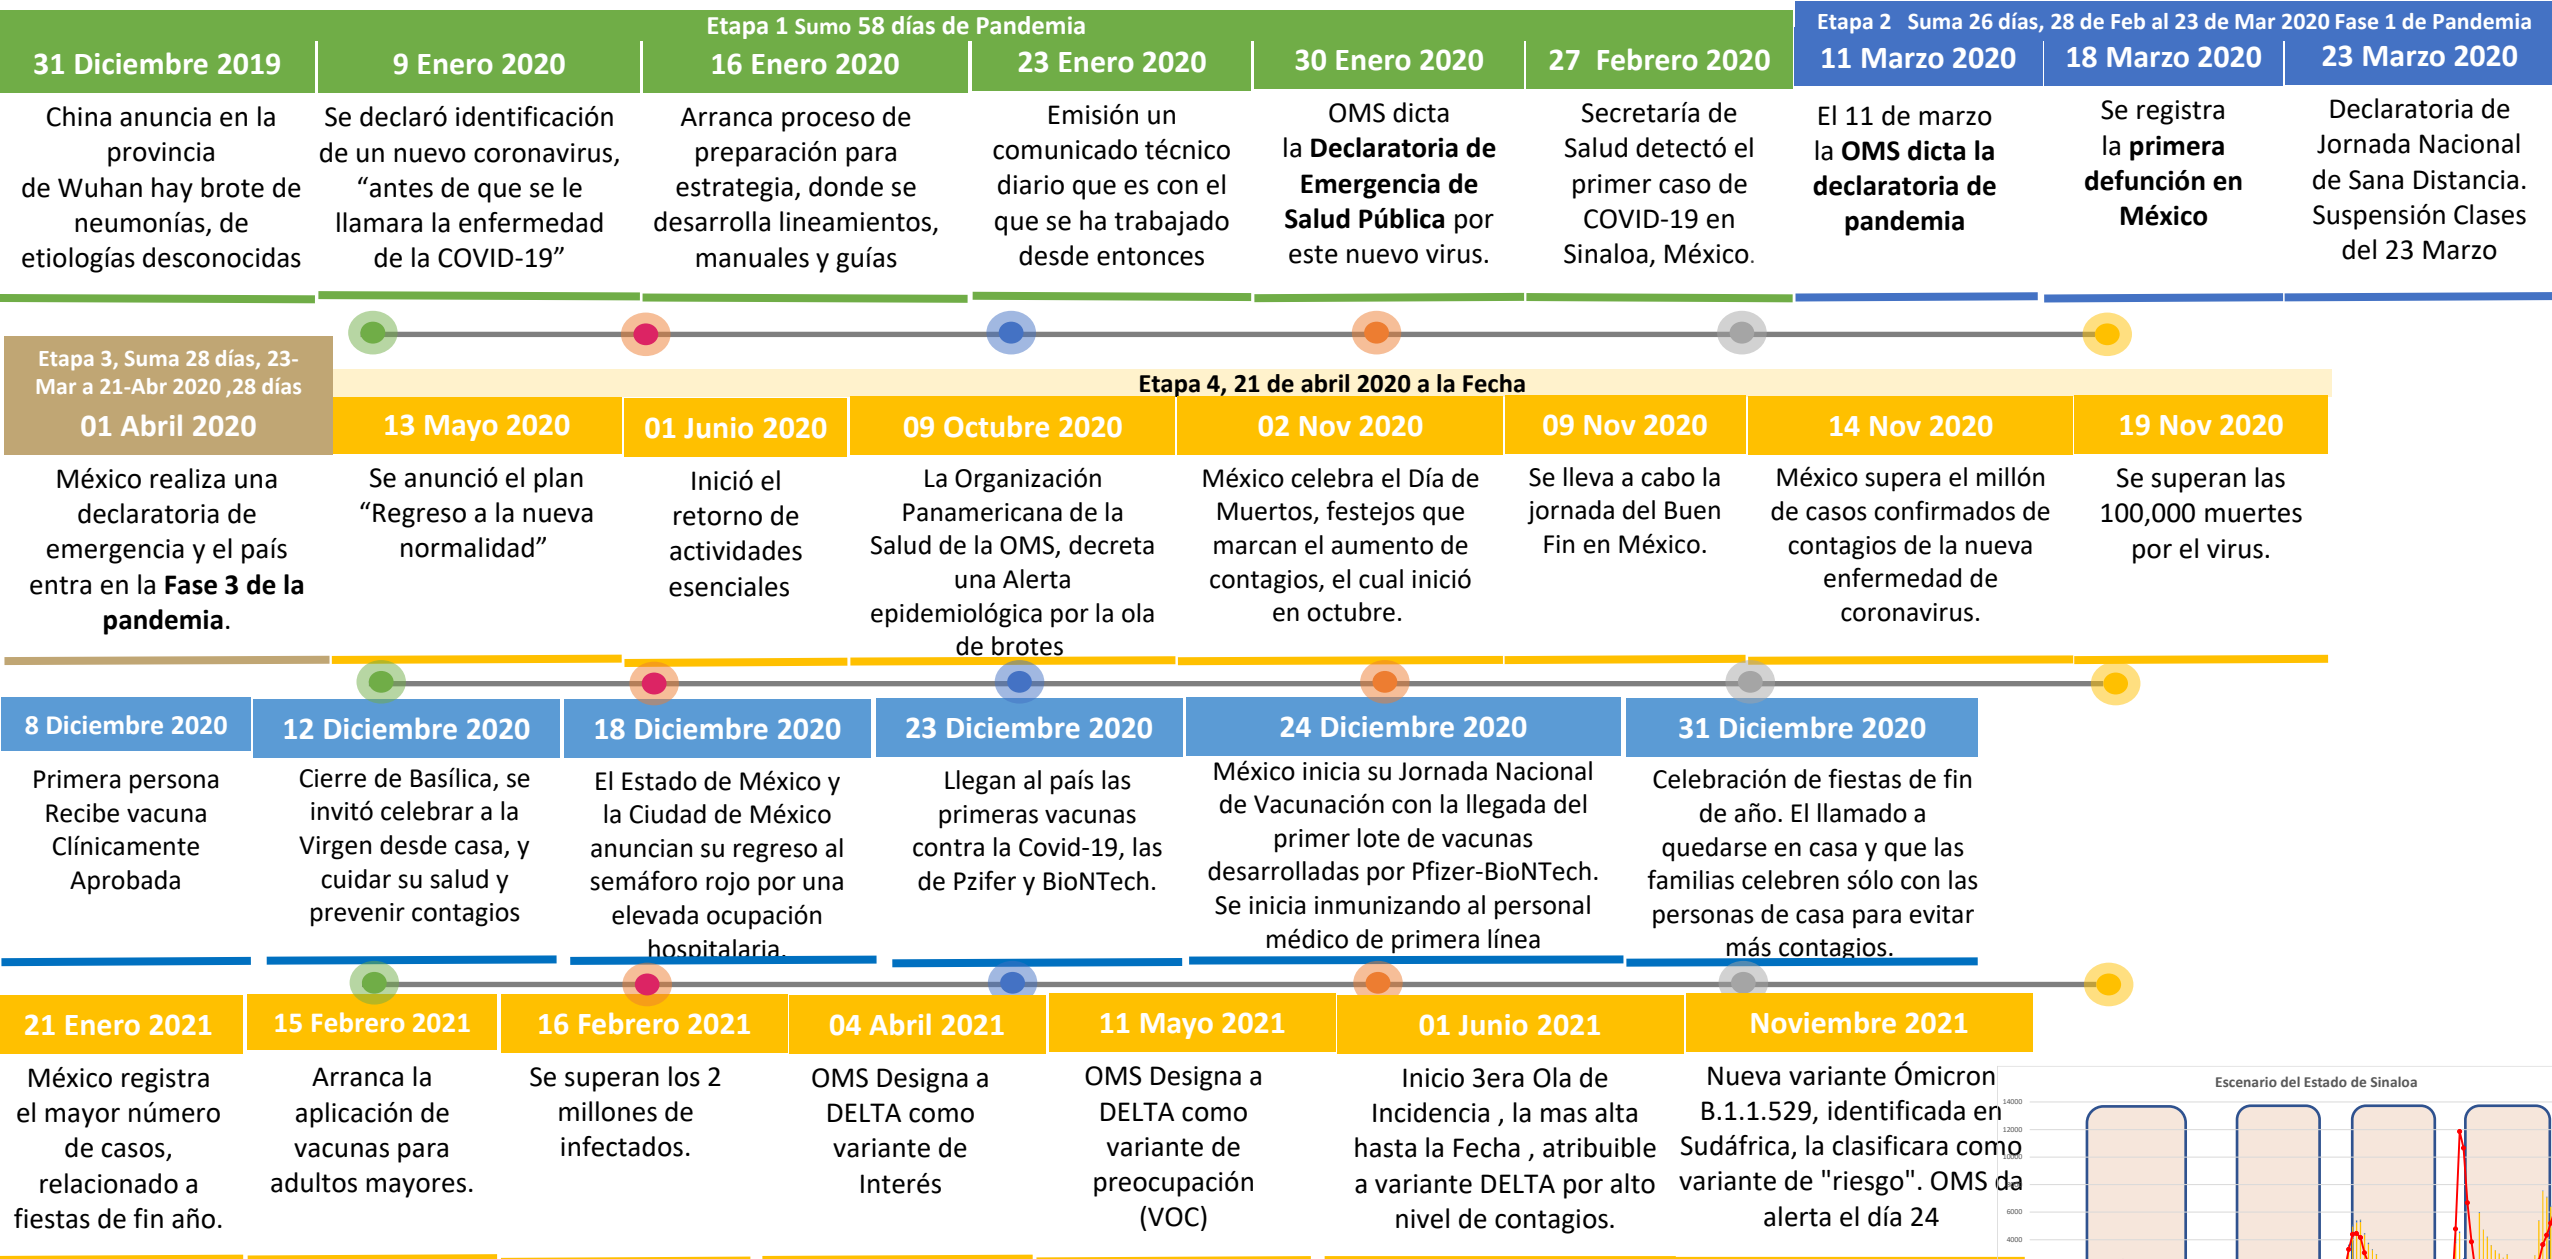 Etapa 1 Sumo 58 días de Pandemia
Etapa 2 Suma 26 días, 28 de Feb al 23 de Mar 2020 Fase 1 de Pandemia
31 Diciembre 2019
China anuncia en la
provincia
de Wuhan hay brote de
neumonías, de
etiologías desconocidas
9 Enero 2020
Se declaró identificación
de un nuevo coronavirus,
“antes de que se le
llamara la enfermedad
de la COVID-19”
16 Enero 2020
Arranca proceso de
preparación para
estrategia, donde se
desarrolla lineamientos,
manuales y guías
23 Enero 2020
Emisión un
comunicado técnico
diario que es con el
que se ha trabajado
desde entonces
30 Enero 2020
OMS dicta
la Declaratoria de
Emergencia de
Salud Pública por
este nuevo virus.
27 Febrero 2020
Secretaría de
Salud detectó el
primer caso de
COVID-19 en
Sinaloa, México.
11 Marzo 2020
El 11 de marzo
la OMS dicta la
declaratoria de
pandemia
18 Marzo 2020
Se registra
la primera
defunción en
México
23 Marzo 2020
Declaratoria de
Jornada Nacional
de Sana Distancia.
Suspensión Clases
del 23 Marzo
Etapa 3, Suma 28 días, 23-
Mar a 21-Abr 2020 ,28 días
01 Abril 2020
México realiza una
declaratoria de
emergencia y el país
entra en la Fase 3 de la
pandemia.
Etapa 4, 21 de abril 2020 a la Fecha
13 Mayo 2020
Se anunció el plan
“Regreso a la nueva
normalidad”
01 Junio 2020
Inició el
retorno de
actividades
esenciales
09 Octubre 2020
La Organización
Panamericana de la
Salud de la OMS, decreta
una Alerta
epidemiológica por la ola
de brotes
02 Nov 2020
México celebra el Día de
Muertos, festejos que
marcan el aumento de
contagios, el cual inició
en octubre.
09 Nov 2020
Se lleva a cabo la
jornada del Buen
Fin en México.
14 Nov 2020
México supera el millón
de casos confirmados de
contagios de la nueva
enfermedad de
coronavirus.
19 Nov 2020
Se superan las
100,000 muertes
por el virus.
8 Diciembre 2020
Primera persona
Recibe vacuna
Clínicamente
Aprobada
12 Diciembre 2020
Cierre de Basílica, se
invitó celebrar a la
Virgen desde casa, y
cuidar su salud y
prevenir contagios
18 Diciembre 2020
El Estado de México y
la Ciudad de México
anuncian su regreso al
semáforo rojo por una
elevada ocupación
hospitalaria.
23 Diciembre 2020
Llegan al país las
primeras vacunas
contra la Covid-19, las
de Pzifer y BioNTech.
24 Diciembre 2020
México inicia su Jornada Nacional
de Vacunación con la llegada del
primer lote de vacunas
desarrolladas por Pfizer-BioNTech.
Se inicia inmunizando al personal
médico de primera línea
31 Diciembre 2020
Celebración de fiestas de fin
de año. El llamado a
quedarse en casa y que las
familias celebren sólo con las
personas de casa para evitar
más contagios.
21 Enero 2021
México registra
el mayor número
de casos,
relacionado a
fiestas de fin año.
15 Febrero 2021
Arranca la
aplicación de
vacunas para
adultos mayores.
16 Febrero 2021
Se superan los 2
millones de
infectados.
04 Abril 2021
OMS Designa a
DELTA como
variante de
Interés
11 Mayo 2021
OMS Designa a
DELTA como
variante de
preocupación
(VOC)
01 Junio 2021
Inicio 3era Ola de
Incidencia , la mas alta
hasta la Fecha , atribuible
a variante DELTA por alto
nivel de contagios.
Noviembre 2021
Nueva variante Ómicron
B.1.1.529, identificada en
Sudáfrica, la clasificara como
variante de "riesgo". OMS da
alerta el día 24
Escenario del Estado de Sinaloa
14000
12000
10000
6000
4000